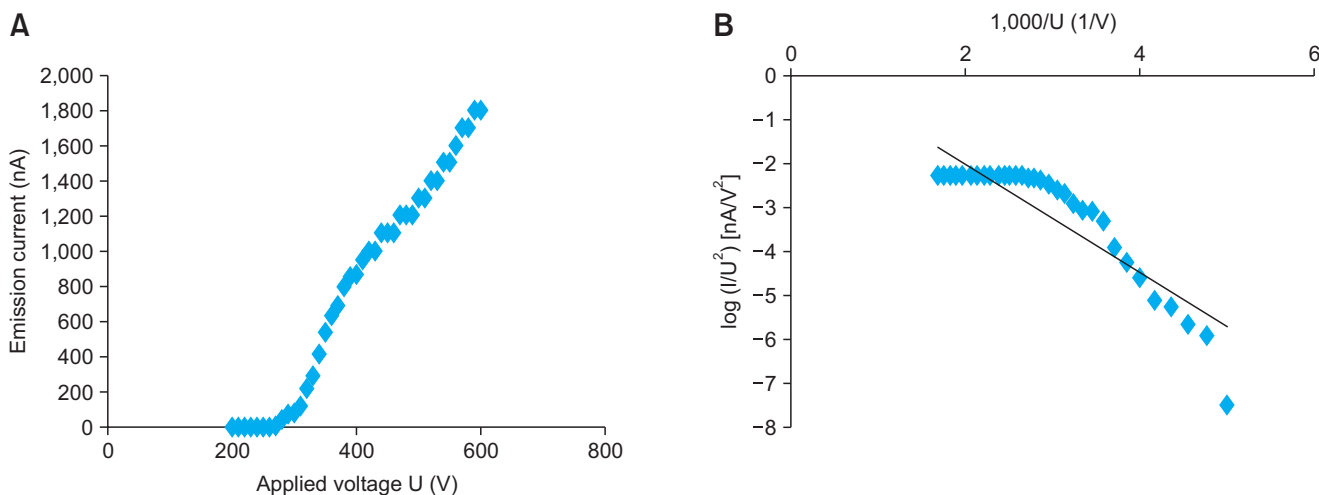 A
Emission current (nA)
2,000
1,800
1,600
1,400
1,200
1,000
800
600
400
200
0
0 200 400 600 800
Applied voltage U (V)
B
1,000/U (1/V)
0 2 4 6
log (I/U²) [nA/V²]
0
−1
−2
−3
−4
−5
−6
−7
−8